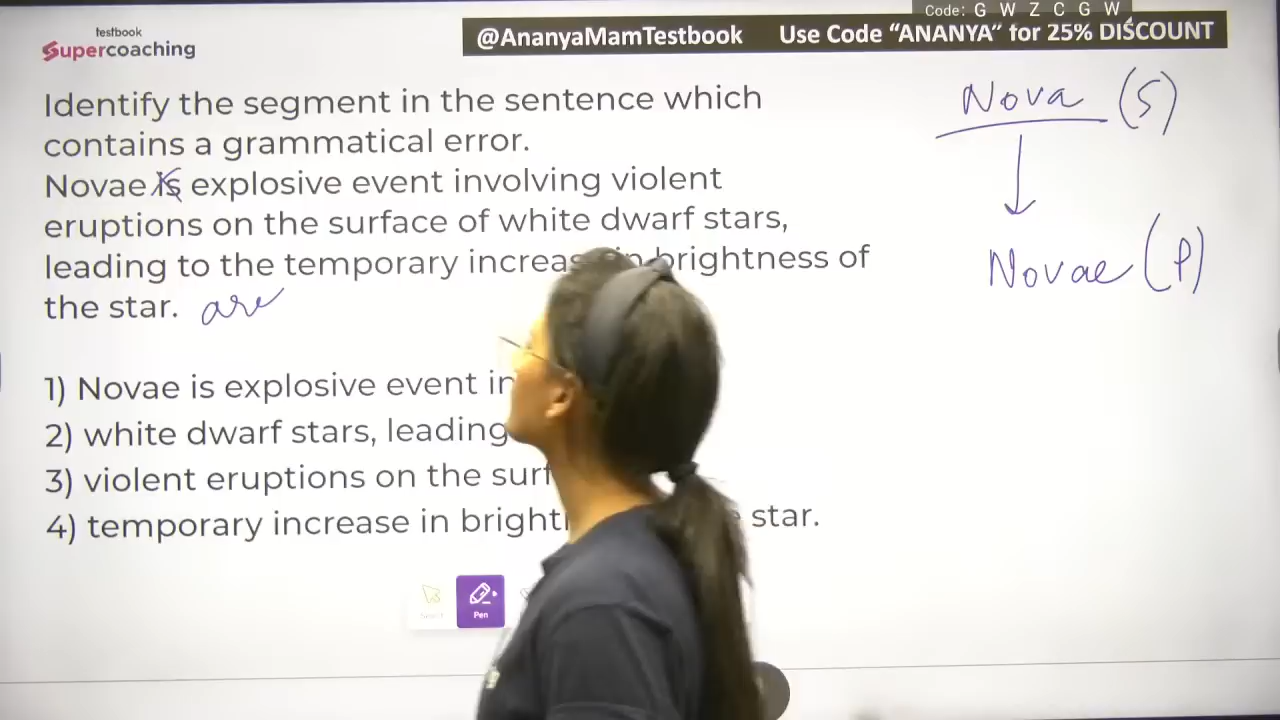 Code: G W Z C G W
testbook
Supercoaching
@AnanyaMamTestbook Use Code “ANANYA” for 25% DISCOUNT
Identify the segment in the sentence which
contains a grammatical error.
Novae is explosive event involving violent
eruptions on the surface of white dwarf stars,
leading to the temporary increase in brightness of
the star. are
1) Novae is explosive event in
2) white dwarf stars, leading
3) violent eruptions on the surf
4) temporary increase in bright star.
Pen
Nova (S)
Novae (P)